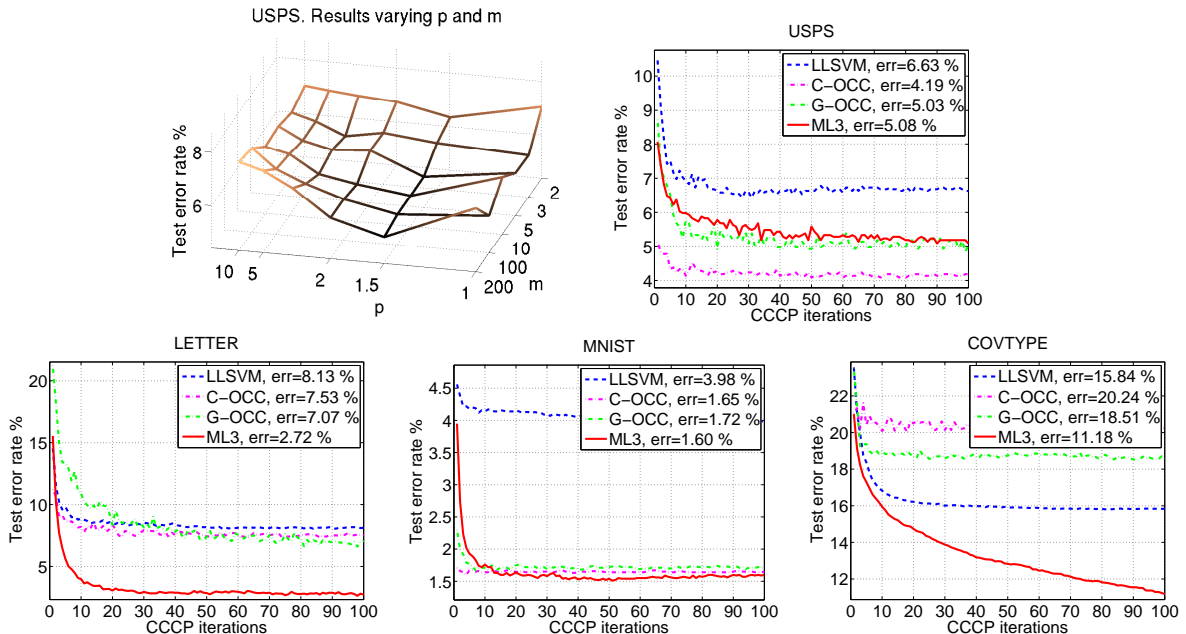 USPS. Results varying p and m
Test error rate %
8
6
10
5
2
1.5
1
p
200
100
10
5
3
2
m
USPS
Test error rate %
10
9
8
7
6
5
4
0 10 20 30 40 50 60 70 80 90 100
CCCP iterations
LLSVM, err=6.63 %
C-OCC, err=4.19 %
G-OCC, err=5.03 %
ML3, err=5.08 %
LETTER
Test error rate %
20
15
10
5
0 10 20 30 40 50 60 70 80 90 100
CCCP iterations
LLSVM, err=8.13 %
C-OCC, err=7.53 %
G-OCC, err=7.07 %
ML3, err=2.72 %
MNIST
Test error rate %
4.5
4
3.5
3
2.5
2
1.5
0 10 20 30 40 50 60 70 80 90 100
CCCP iterations
LLSVM, err=3.98 %
C-OCC, err=1.65 %
G-OCC, err=1.72 %
ML3, err=1.60 %
COVTYPE
Test error rate %
22
20
18
16
14
12
0 10 20 30 40 50 60 70 80 90 100
CCCP iterations
LLSVM, err=15.84 %
C-OCC, err=20.24 %
G-OCC, err=18.51 %
ML3, err=11.18 %